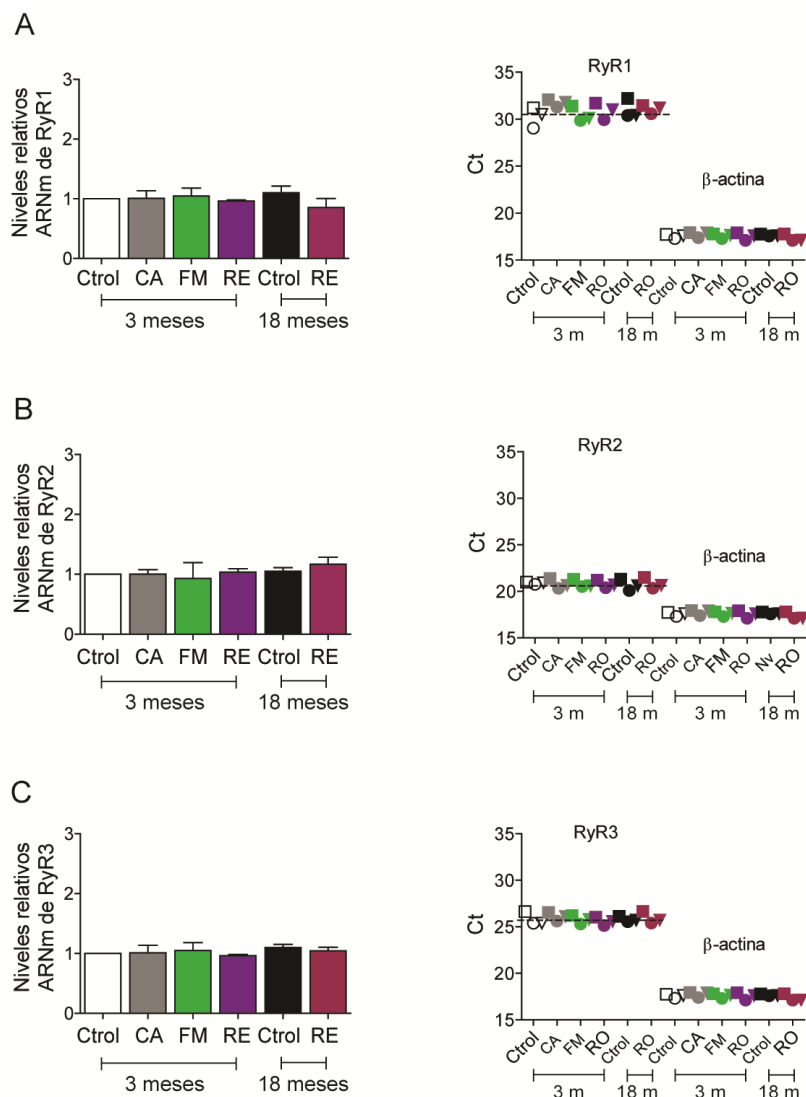 A
Niveles relativos
ARNm de RyR1
3
2
1
0
Ctrol CA FM RE Ctrol RE
3 meses 18 meses
RyR1
Ct
35
30
25
20
15
β-actina
Ctrol CA FM RO Ctrol RO Ctrol CA FM RO Ctrol RO
3 m 18 m 3 m 18 m
B
Niveles relativos
ARNm de RyR2
3
2
1
0
Ctrol CA FM RE Ctrol RE
3 meses 18 meses
RyR2
Ct
35
30
25
20
15
β-actina
Ctrol CA FM RO Ctrol RO Ctrol CA FM RO Nv RO
3 m 18 m 3 m 18 m
C
Niveles relativos
ARNm de RyR3
3
2
1
0
Ctrol CA FM RE Ctrol RE
3 meses 18 meses
RyR3
Ct
35
30
25
20
15
β-actina
Ctrol CA FM RO Ctrol RO Ctrol CA FM RO Ctrol RO
3 m 18 m 3 m 18 m